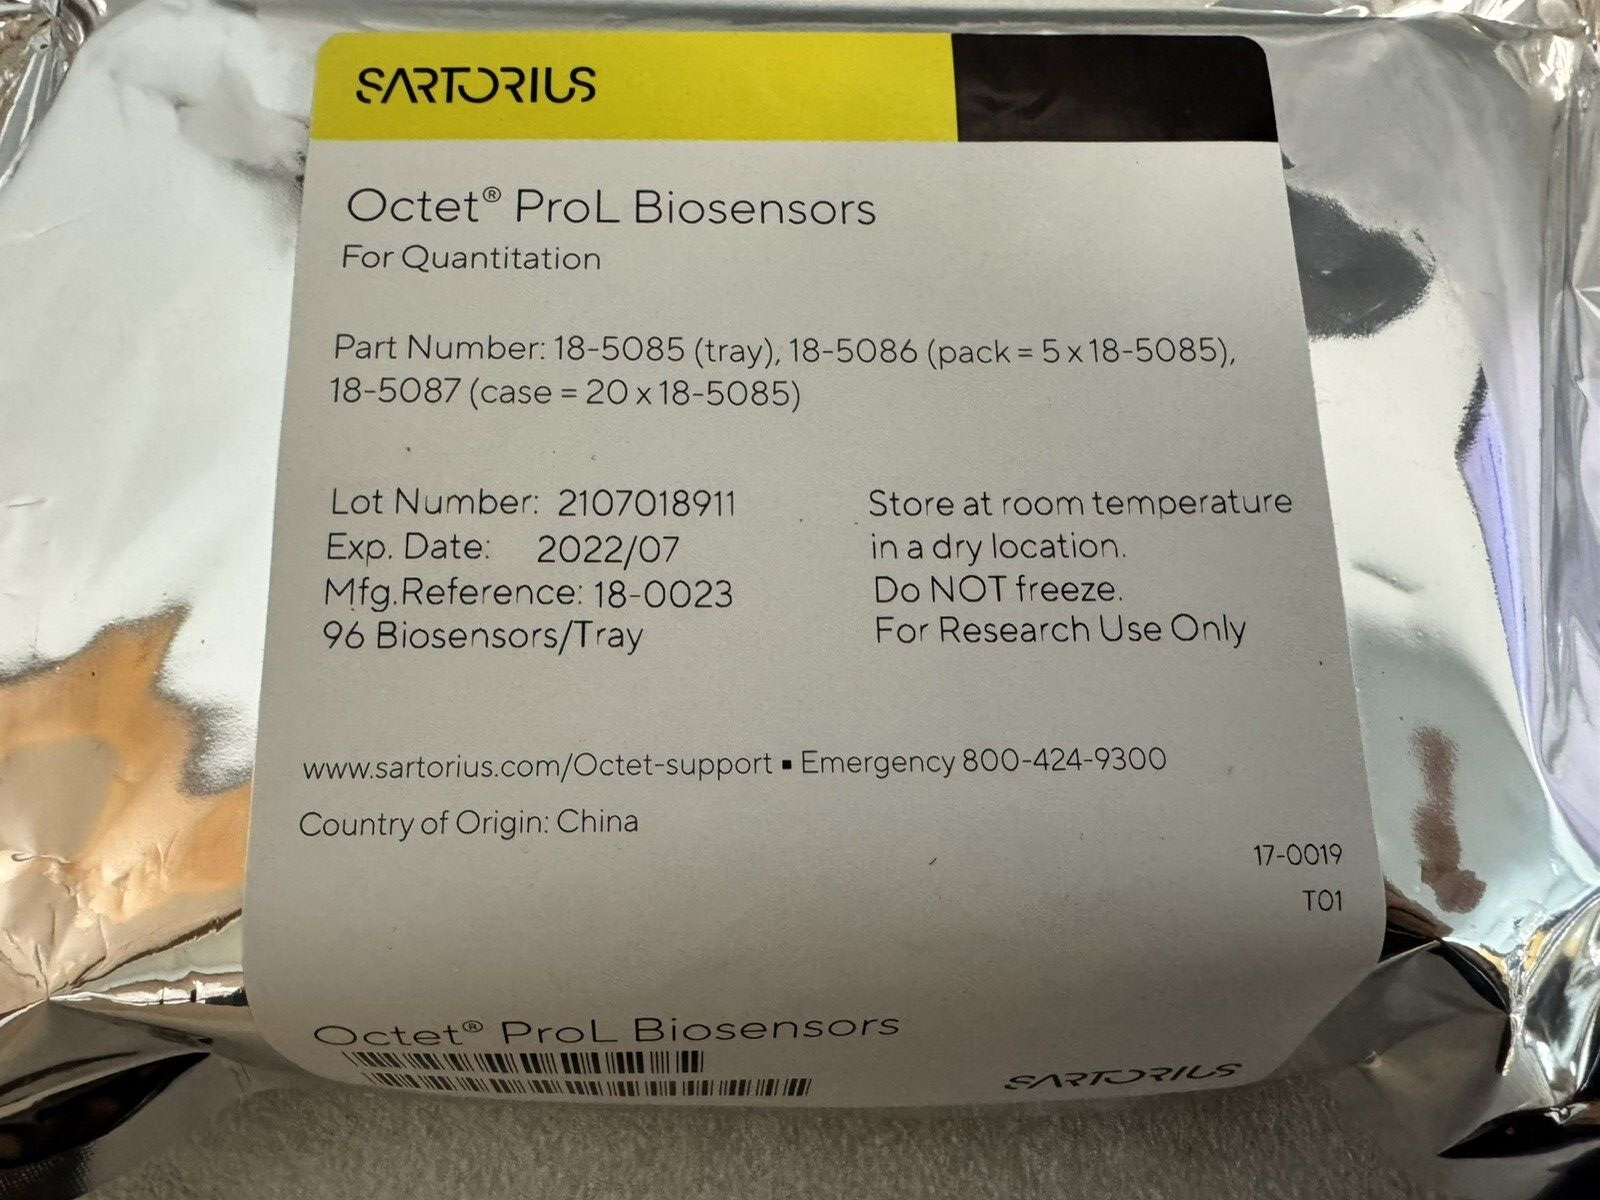 SARTORIUS
Octet® ProL Biosensors
For Quantitation
Part Number: 18-5085 (tray), 18-5086 (pack = 5 x 18-5085),
18-5087 (case = 20 x 18-5085)
Lot Number: 2107018911
Exp. Date: 2022/07
Mfg.Reference: 18-0023
96 Biosensors/Tray
Store at room temperature
in a dry location.
Do NOT freeze.
For Research Use Only
www.sartorius.com/Octet-support ▪ Emergency 800-424-9300
Country of Origin: China
17-0019
T01
Octet® ProL Biosensors
SARTORIUS